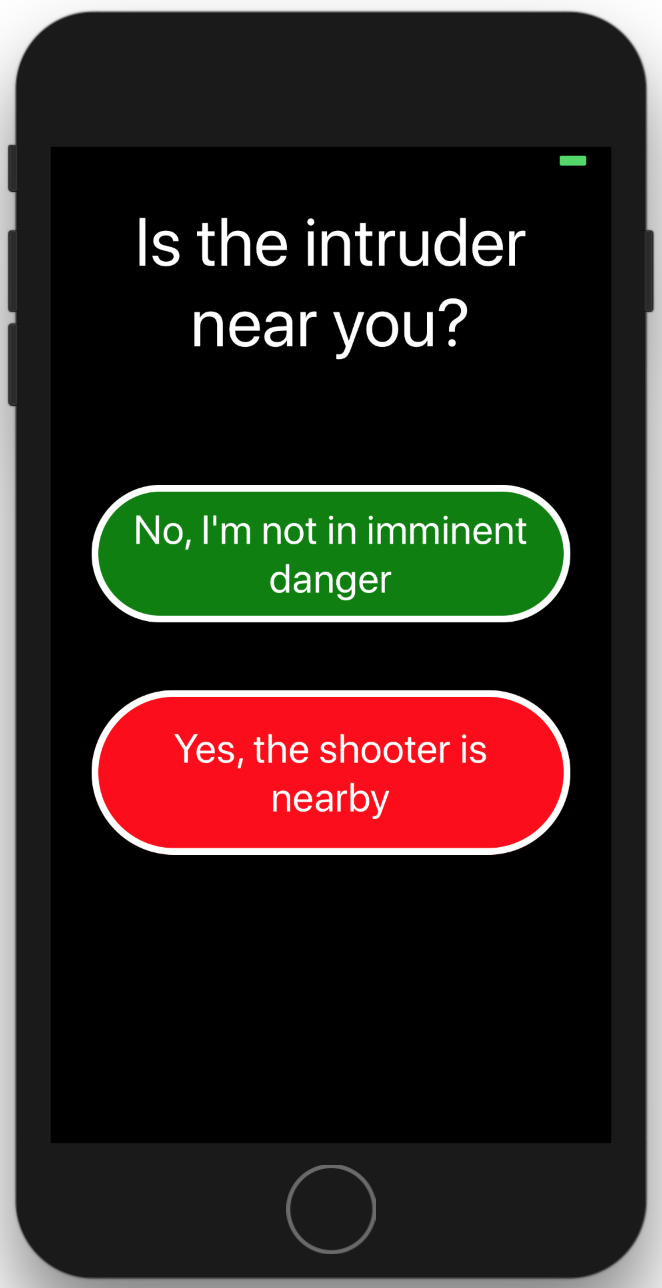 Is the intruder
near you?
No, I'm not in imminent
danger
Yes, the shooter is
nearby